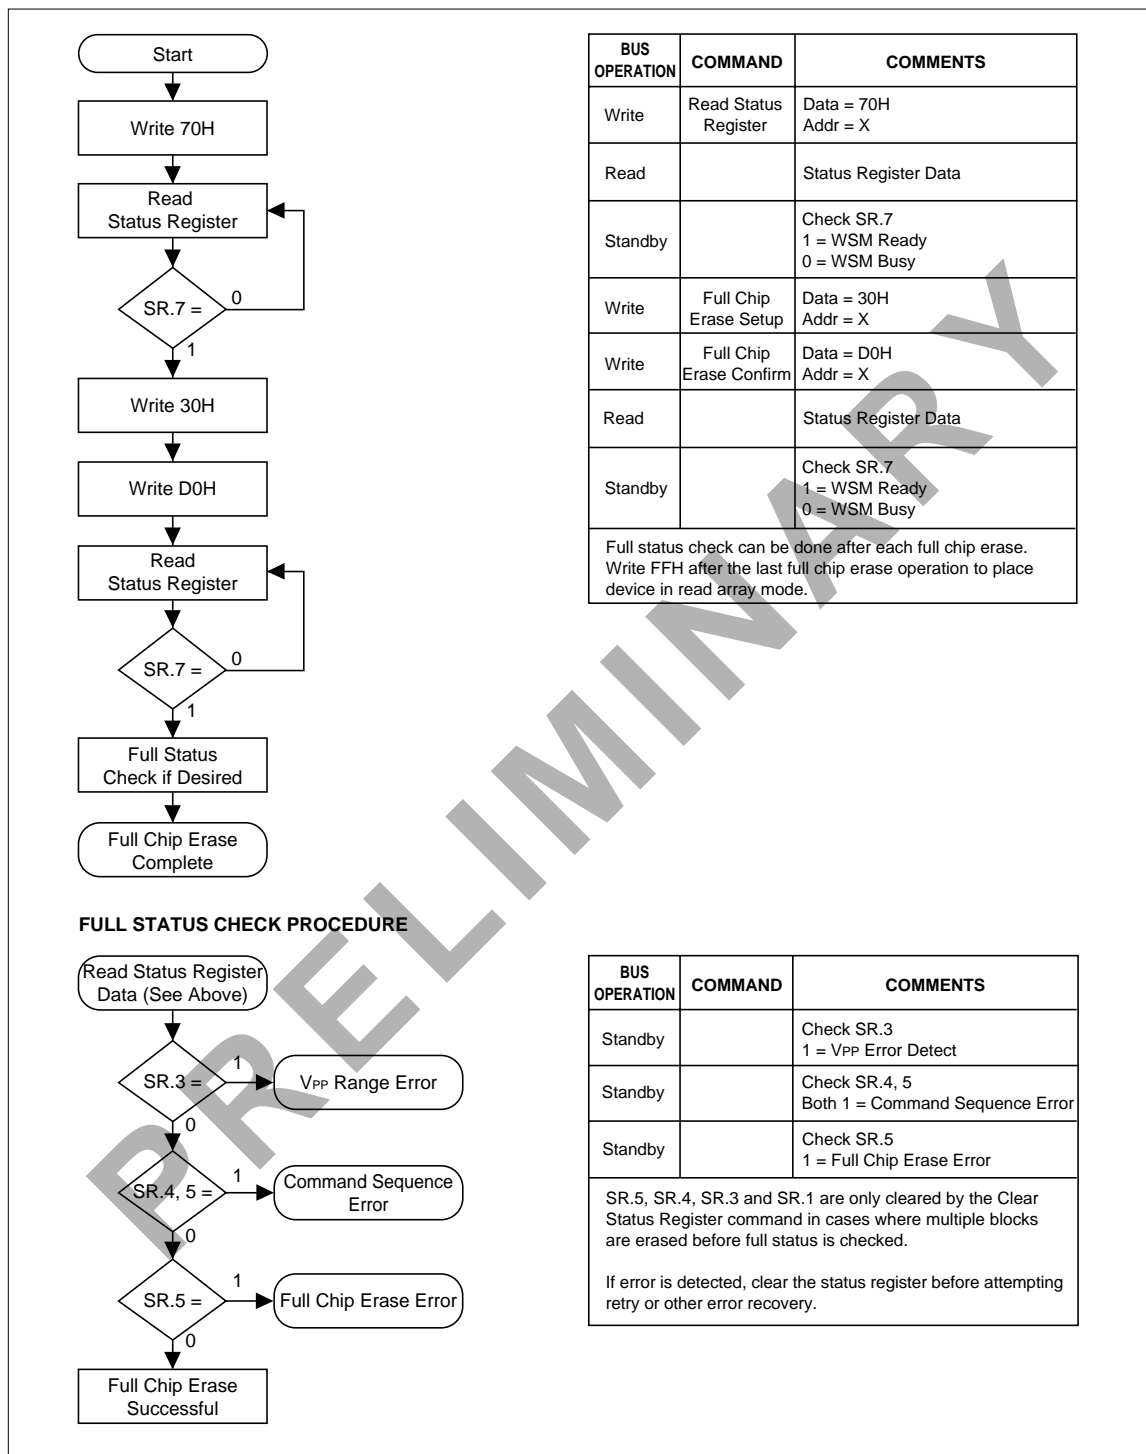 Start
Write 70H
Read
Status Register
SR.7 =
0
1
Write 30H
Write D0H
Read
Status Register
SR.7 =
0
1
Full Status
Check if Desired
Full Chip Erase
Complete
BUS OPERATION COMMAND COMMENTS
Write Read Status Register Data = 70H
Addr = X
Read Status Register Data
Standby Check SR.7
1 = WSM Ready
0 = WSM Busy
Write Full Chip Erase Setup Data = 30H
Addr = X
Write Full Chip Erase Confirm Data = D0H
Addr = X
Read Status Register Data
Standby Check SR.7
1 = WSM Ready
0 = WSM Busy
Full status check can be done after each full chip erase.
Write FFH after the last full chip erase operation to place
device in read array mode.
FULL STATUS CHECK PROCEDURE
Read Status Register
Data (See Above)
SR.3 =
1
VPP Range Error
0
SR.4, 5 =
1
Command Sequence
Error
0
SR.5 =
1
Full Chip Erase Error
0
Full Chip Erase
Successful
BUS OPERATION COMMAND COMMENTS
Standby Check SR.3
1 = VPP Error Detect
Standby Check SR.4, 5
Both 1 = Command Sequence Error
Standby Check SR.5
1 = Full Chip Erase Error
SR.5, SR.4, SR.3 and SR.1 are only cleared by the Clear
Status Register command in cases where multiple blocks
are erased before full status is checked.
If error is detected, clear the status register before attempting
retry or other error recovery.
PRELIMINARY